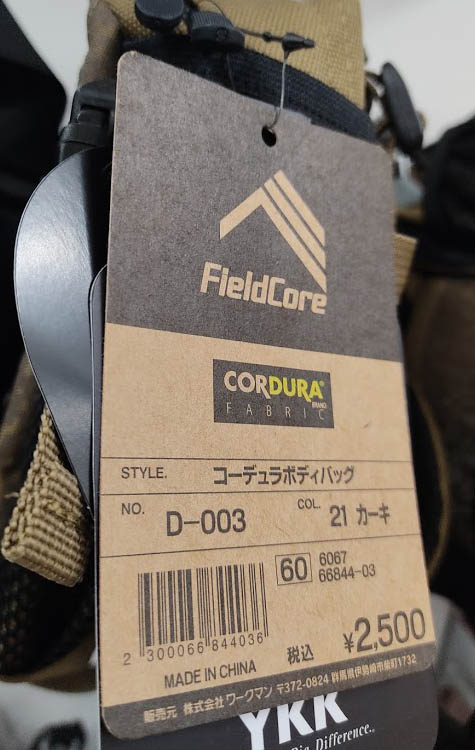 FieldCore
CORDURA®
BRAND
FABRIC
STYLE. コーデュラボディバッグ
NO. D-003 COL. 21 カーキ
60 6067
66844-03
2 300066 844036
税込 ¥2,500
MADE IN CHINA
販売元 株式会社 ワークマン 〒372-0824 群馬県伊勢崎市柴町1732
YKK
Difference.